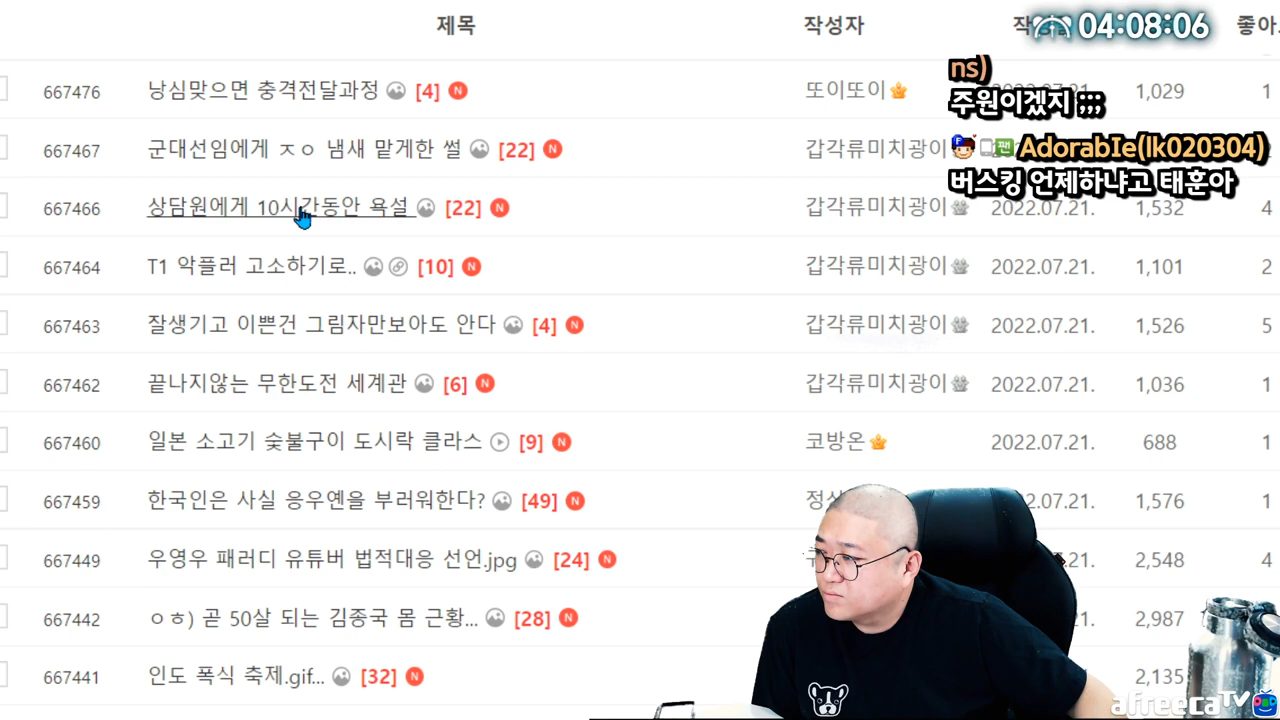 제목 작성자 작성일 좋아..
04:08:06
667476 낭심맞으면 충격전달과정 [4] N 또이또이 1,029 1
ns)
주원이겠지 ;;;
667467 군대선임에게 ㅈㅇ 냄새 맡게한 썰 [22] N 갑각류미치광이
F 팬 AdorabIe(lk020304)
버스킹 언제하냐고 태훈아
667466 상담원에게 10시간동안 욕설 [22] N 갑각류미치광이 1,532 4
667464 T1 악플러 고소하기로.. [10] N 갑각류미치광이 2022.07.21. 1,101 2
667463 잘생기고 이쁜건 그림자만보아도 안다 [4] N 갑각류미치광이 2022.07.21. 1,526 5
667462 끝나지않는 무한도전 세계관 [6] N 갑각류미치광이 2022.07.21. 1,036 1
667460 일본 소고기 숯불구이 도시락 클라스 [9] N 코방온 2022.07.21. 688 1
667459 한국인은 사실 응우옌을 부러워한다? [49] N .07.21. 1,576 1
667449 우영우 패러디 유튜버 법적대응 선언.jpg [24] N .21. 2,548 4
667442 ㅇㅎ) 곧 50살 되는 김종국 몸 근황... [28] N 21. 2,987
667441 인도 폭식 축제.gif... [32] N 2,135
afreecaTV